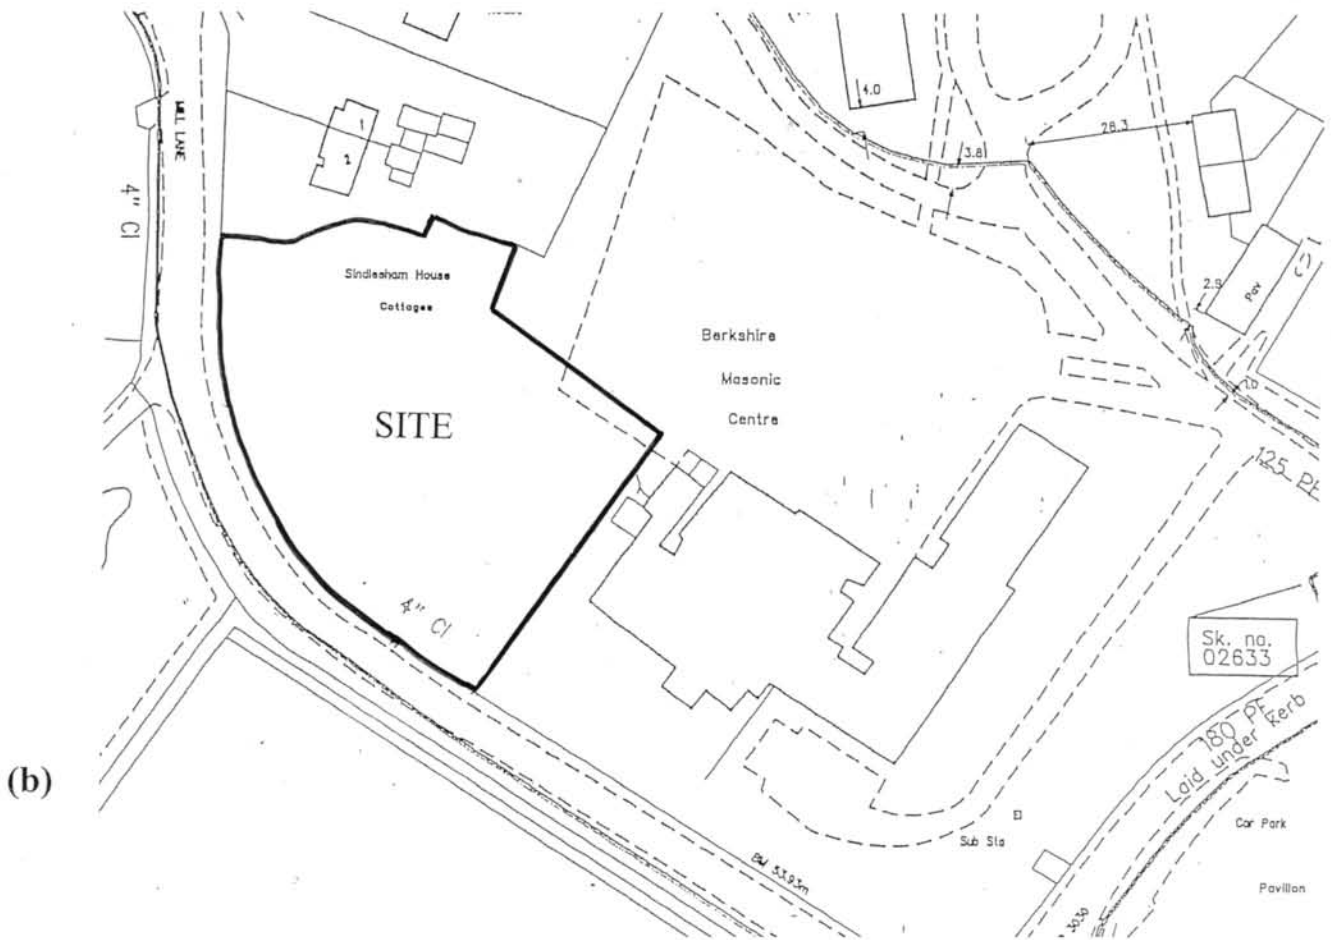 4.0
3.8
28.3
MILL LANE
1
2
4" CI
Sindlesham House
Cottages
2.9
Pav
Berkshire
Masonic
Centre
SITE
125 PE
4" CI
Sk. no.
02633
180 PE
Laid under kerb
(b)
Car Park
Sub Sta
BM 53.93m
Pavilion
3030